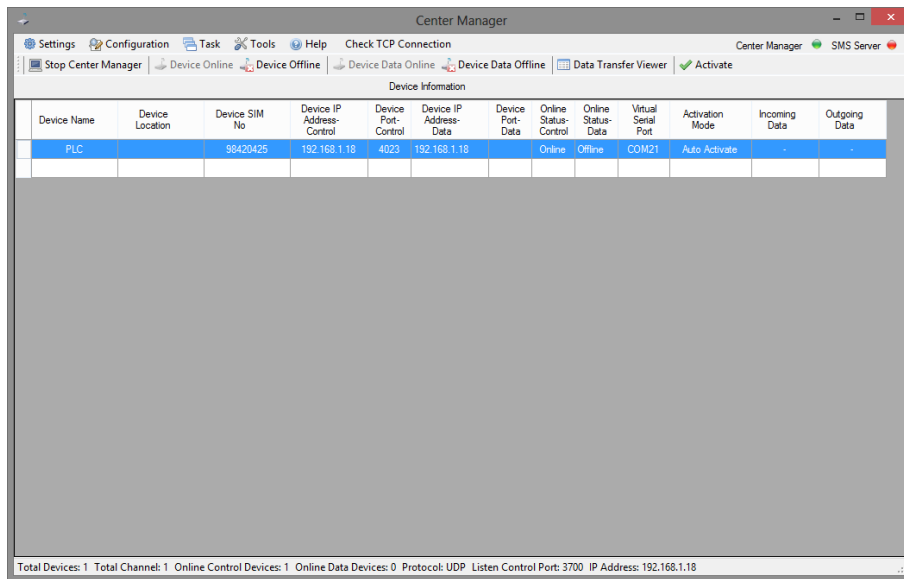 Center Manager
Settings Configuration Task Tools Help Check TCP Connection Center Manager SMS Server
Stop Center Manager Device Online Device Offline Device Data Online Device Data Offline Data Transfer Viewer Activate
Device Information
Device Name Device Location Device SIM No Device IP Address-Control Device Port-Control Device IP Address-Data Device Port-Data Online Status-Control Online Status-Data Virtual Serial Port Activation Mode Incoming Data Outgoing Data
PLC 98420425 192.168.1.18 4023 192.168.1.18 Online Offline COM21 Auto Activate - -
Total Devices: 1 Total Channel: 1 Online Control Devices: 1 Online Data Devices: 0 Protocol: UDP Listen Control Port: 3700 IP Address: 192.168.1.18